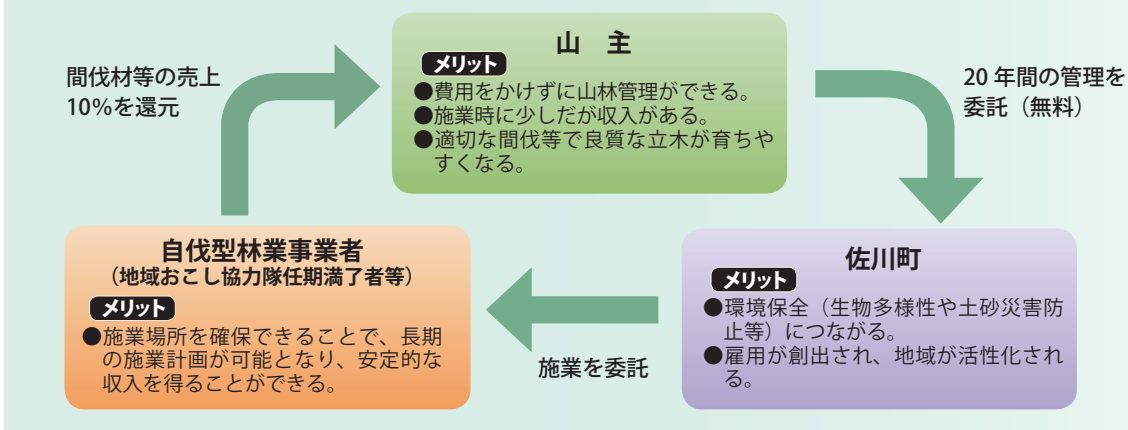 山　主
メリット
●費用をかけずに山林管理ができる。
●施業時に少しだが収入がある。
●適切な間伐等で良質な立木が育ちや
すくなる。
20 年間の管理を
委託（無料）
佐川町
メリット
●環境保全（生物多様性や土砂災害防
止等）につながる。
●雇用が創出され、地域が活性化され
る。
施業を委託
自伐型林業事業者
（地域おこし協力隊任期満了者等）
メリット
●施業場所を確保できることで、長期
の施業計画が可能となり、安定的な
収入を得ることができる。
間伐材等の売上
10%を還元